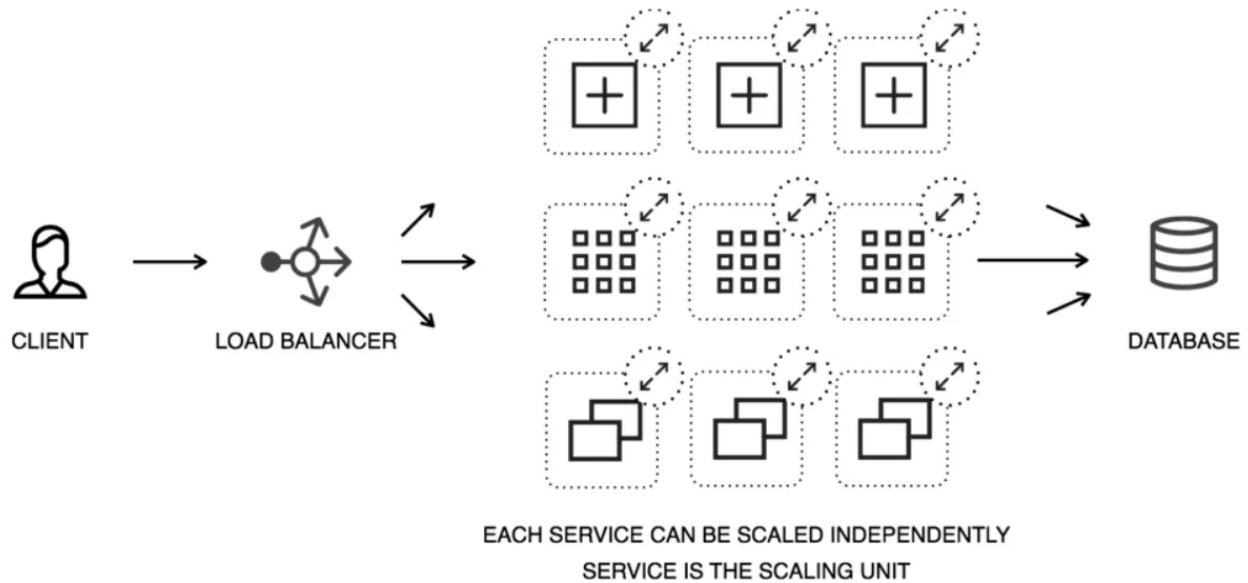 CLIENT
LOAD BALANCER
DATABASE
EACH SERVICE CAN BE SCALED INDEPENDENTLY
SERVICE IS THE SCALING UNIT